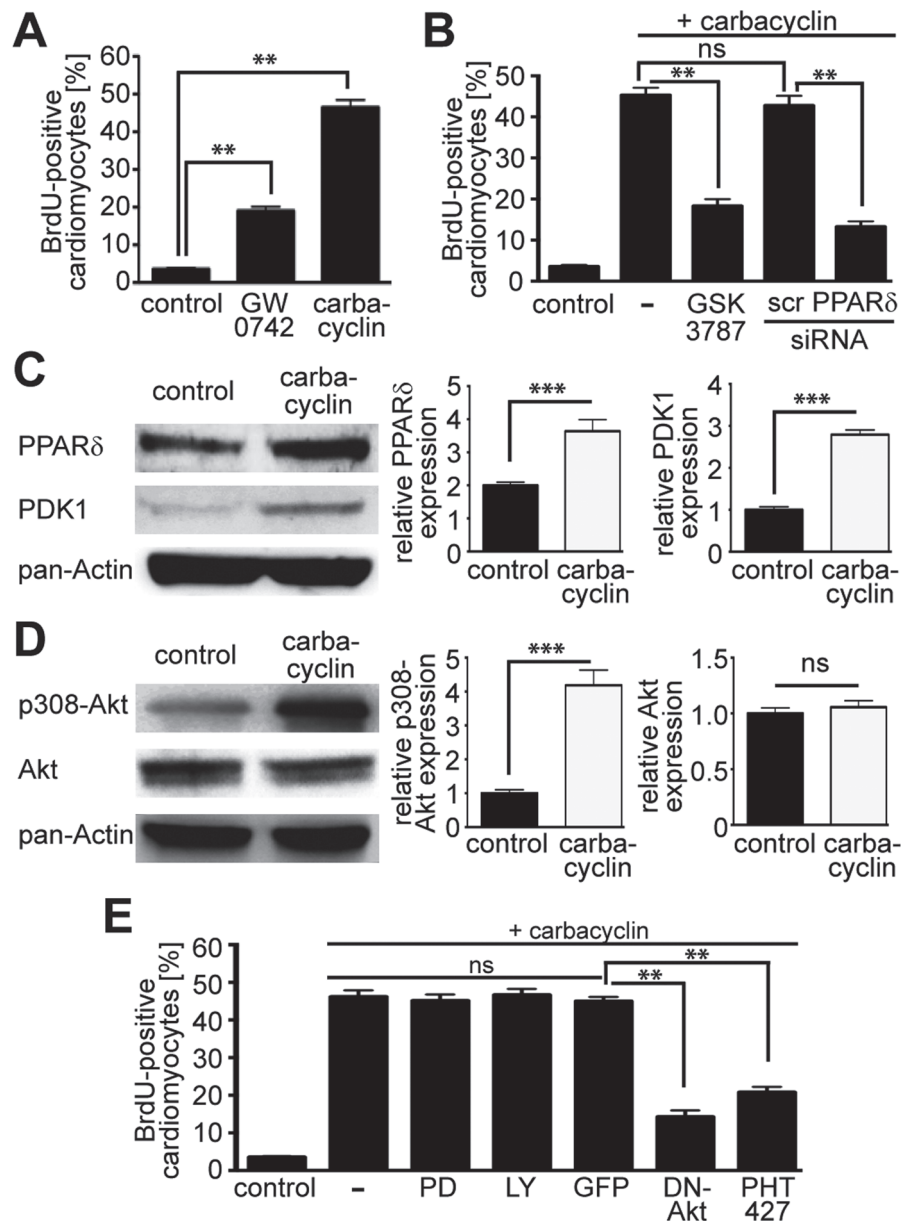 A
BrdU-positive
cardiomyocytes [%]
60
50
40
30
20
10
0
**
**
control
GW
0742
carba-
cyclin
B
+ carbacyclin
ns
**
**
BrdU-positive
cardiomyocytes [%]
50
40
30
20
10
0
control
–
GSK
3787
scr PPARδ
siRNA
C
control
carba-
cyclin
PPARδ
PDK1
pan-Actin
relative PPARδ
expression
5
4
3
2
1
0
***
control
carba-
cyclin
relative PDK1
expression
4
3
2
1
0
***
control
carba-
cyclin
D
control
carba-
cyclin
p308-Akt
Akt
pan-Actin
relative p308-
Akt expression
5
4
3
2
1
0
***
control
carba-
cyclin
relative Akt
expression
1.5
1.0
0.5
0
ns
control
carba-
cyclin
E
+ carbacyclin
ns
**
**
BrdU-positive
cardiomyocytes [%]
60
50
40
30
20
10
0
control
–
PD
LY
GFP
DN-
Akt
PHT
427